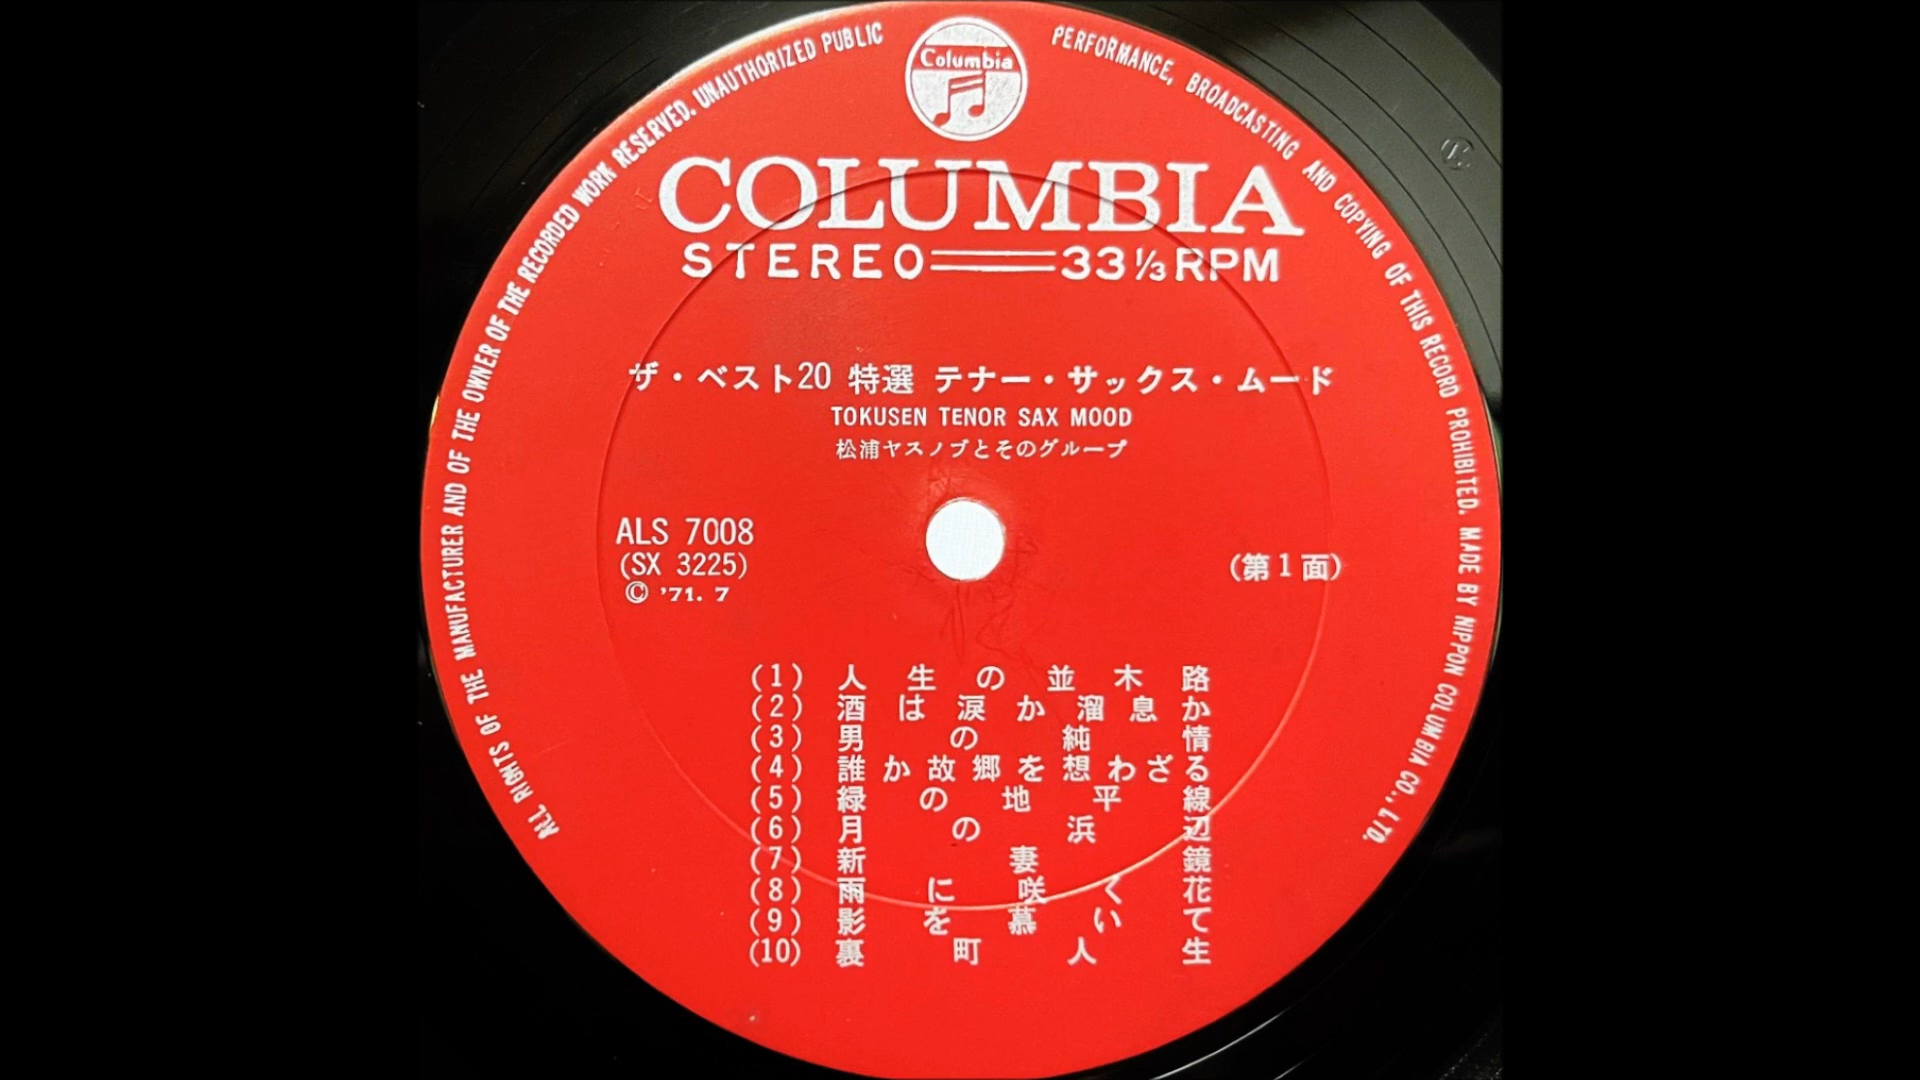 ALL RIGHTS OF THE MANUFACTURER AND OF THE OWNER OF THE RECORDED WORK RESERVED. UNAUTHORIZED PUBLIC PERFORMANCE, BROADCASTING AND COPYING OF THIS RECORD PROHIBITED. MADE BY NIPPON COLUMBIA CO., LTD.
Columbia
COLUMBIA
STEREO 33 1/3 RPM
ザ・ベスト20 特選 テナー・サックス・ムード
TOKUSEN TENOR SAX MOOD
松浦ヤスノブとそのグループ
ALS 7008
(SX 3225)
© '71. 7
(第1面)
(1) 人生の並木路
(2) 酒は涙か溜息か
(3) 男の純情
(4) 誰か故郷を想わざる
(5) 緑の地平線
(6) 月の浜辺
(7) 新妻鏡
(8) 雨に咲く花
(9) 影を慕いて
(10) 裏町人生